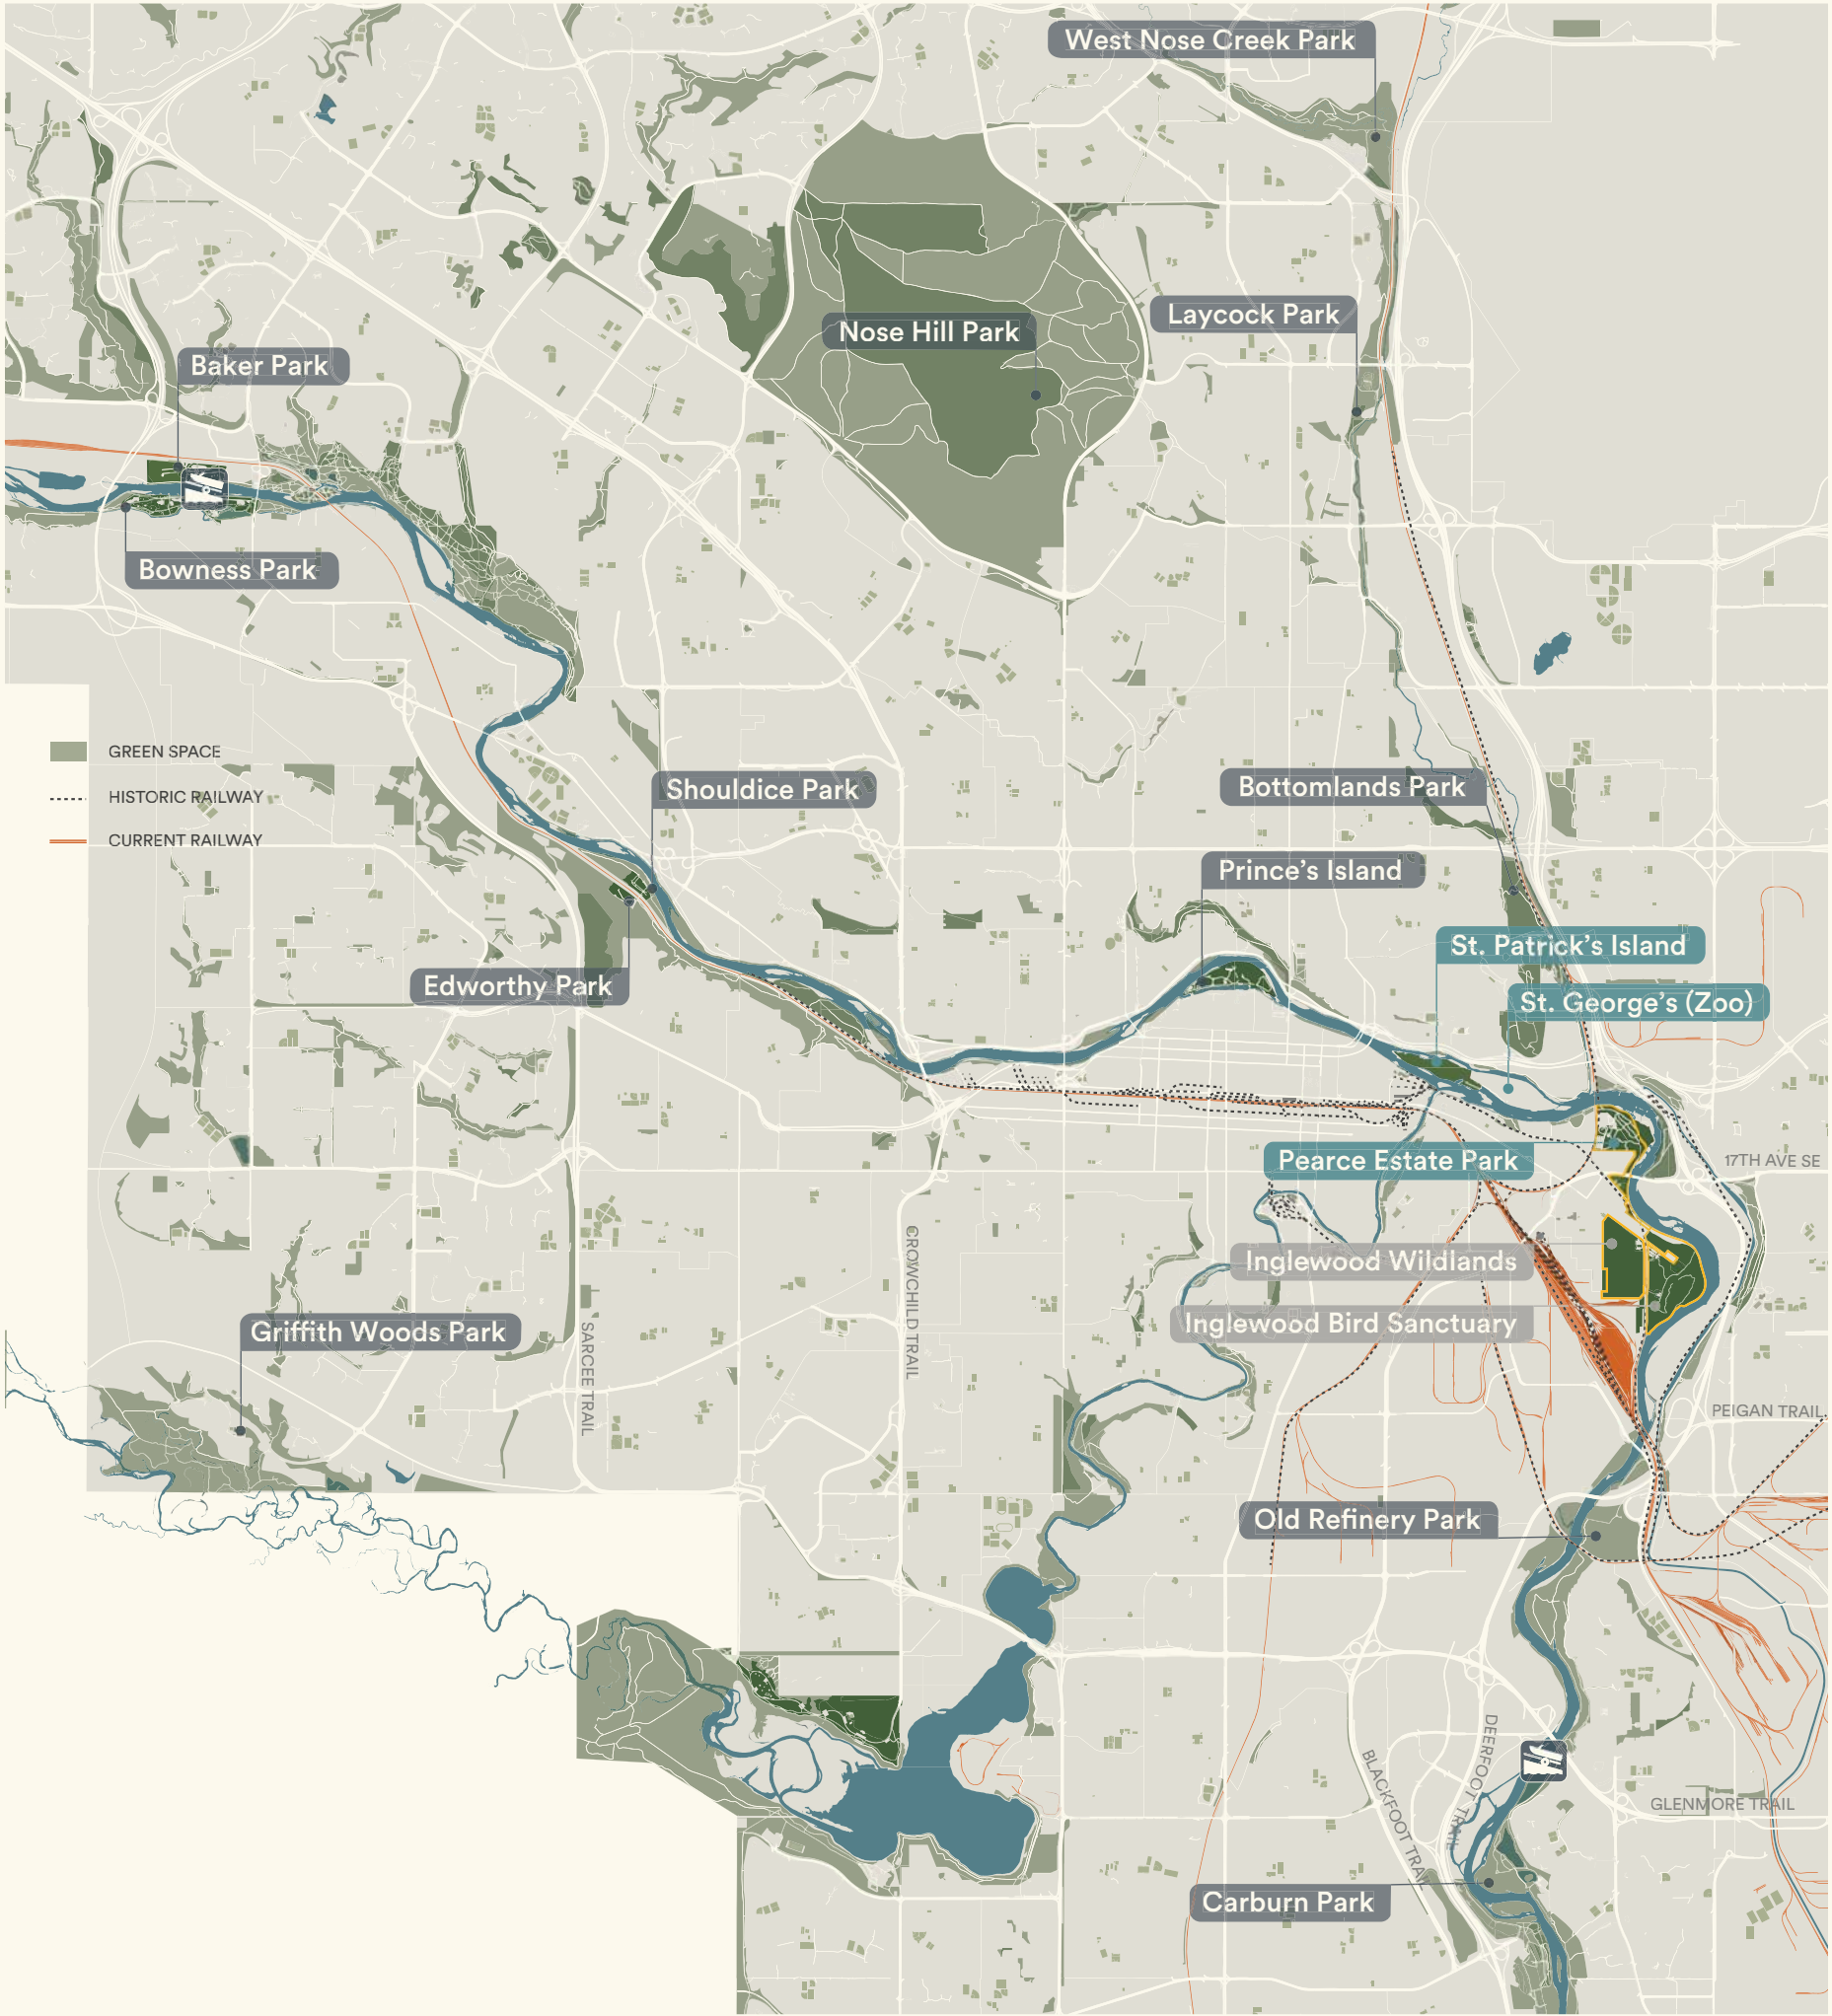 West Nose Creek Park
Laycock Park
Nose Hill Park
Baker Park
Bowness Park
GREEN SPACE
HISTORIC RAILWAY
CURRENT RAILWAY
Shouldice Park
Bottomlands Park
Prince's Island
St. Patrick's Island
Edworthy Park
St. George's (Zoo)
Pearce Estate Park
17TH AVE SE
Inglewood Wildlands
CROWCHILD TRAIL
Inglewood Bird Sanctuary
Griffith Woods Park
SARCEE TRAIL
PEIGAN TRAIL
Old Refinery Park
DEERFOOT TRAIL
BLACKFOOT TRAIL
GLENMORE TRAIL
Carburn Park